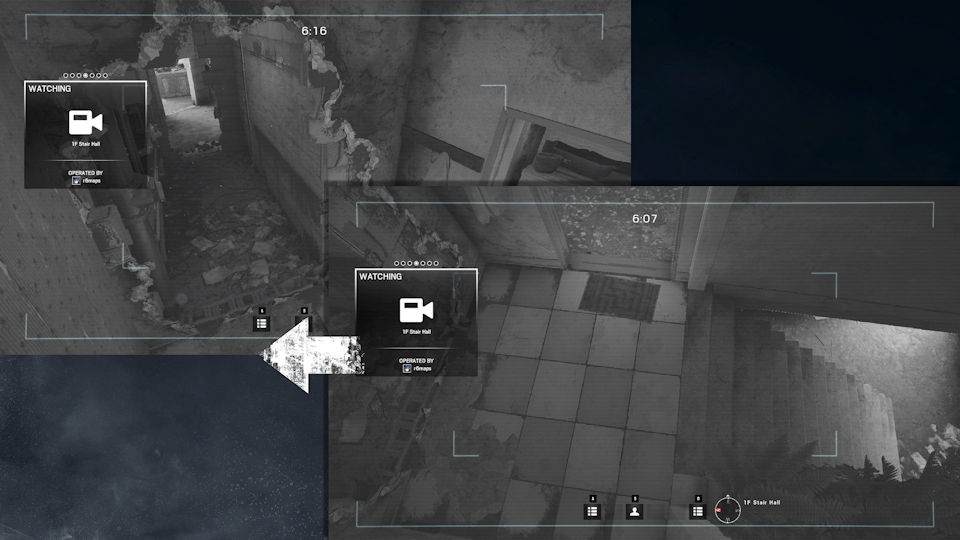 6:16
WATCHING
1F Stair Hall
OPERATED BY
r6maps
6:07
WATCHING
1F Stair Hall
OPERATED BY
r6maps
1F Stair Hall